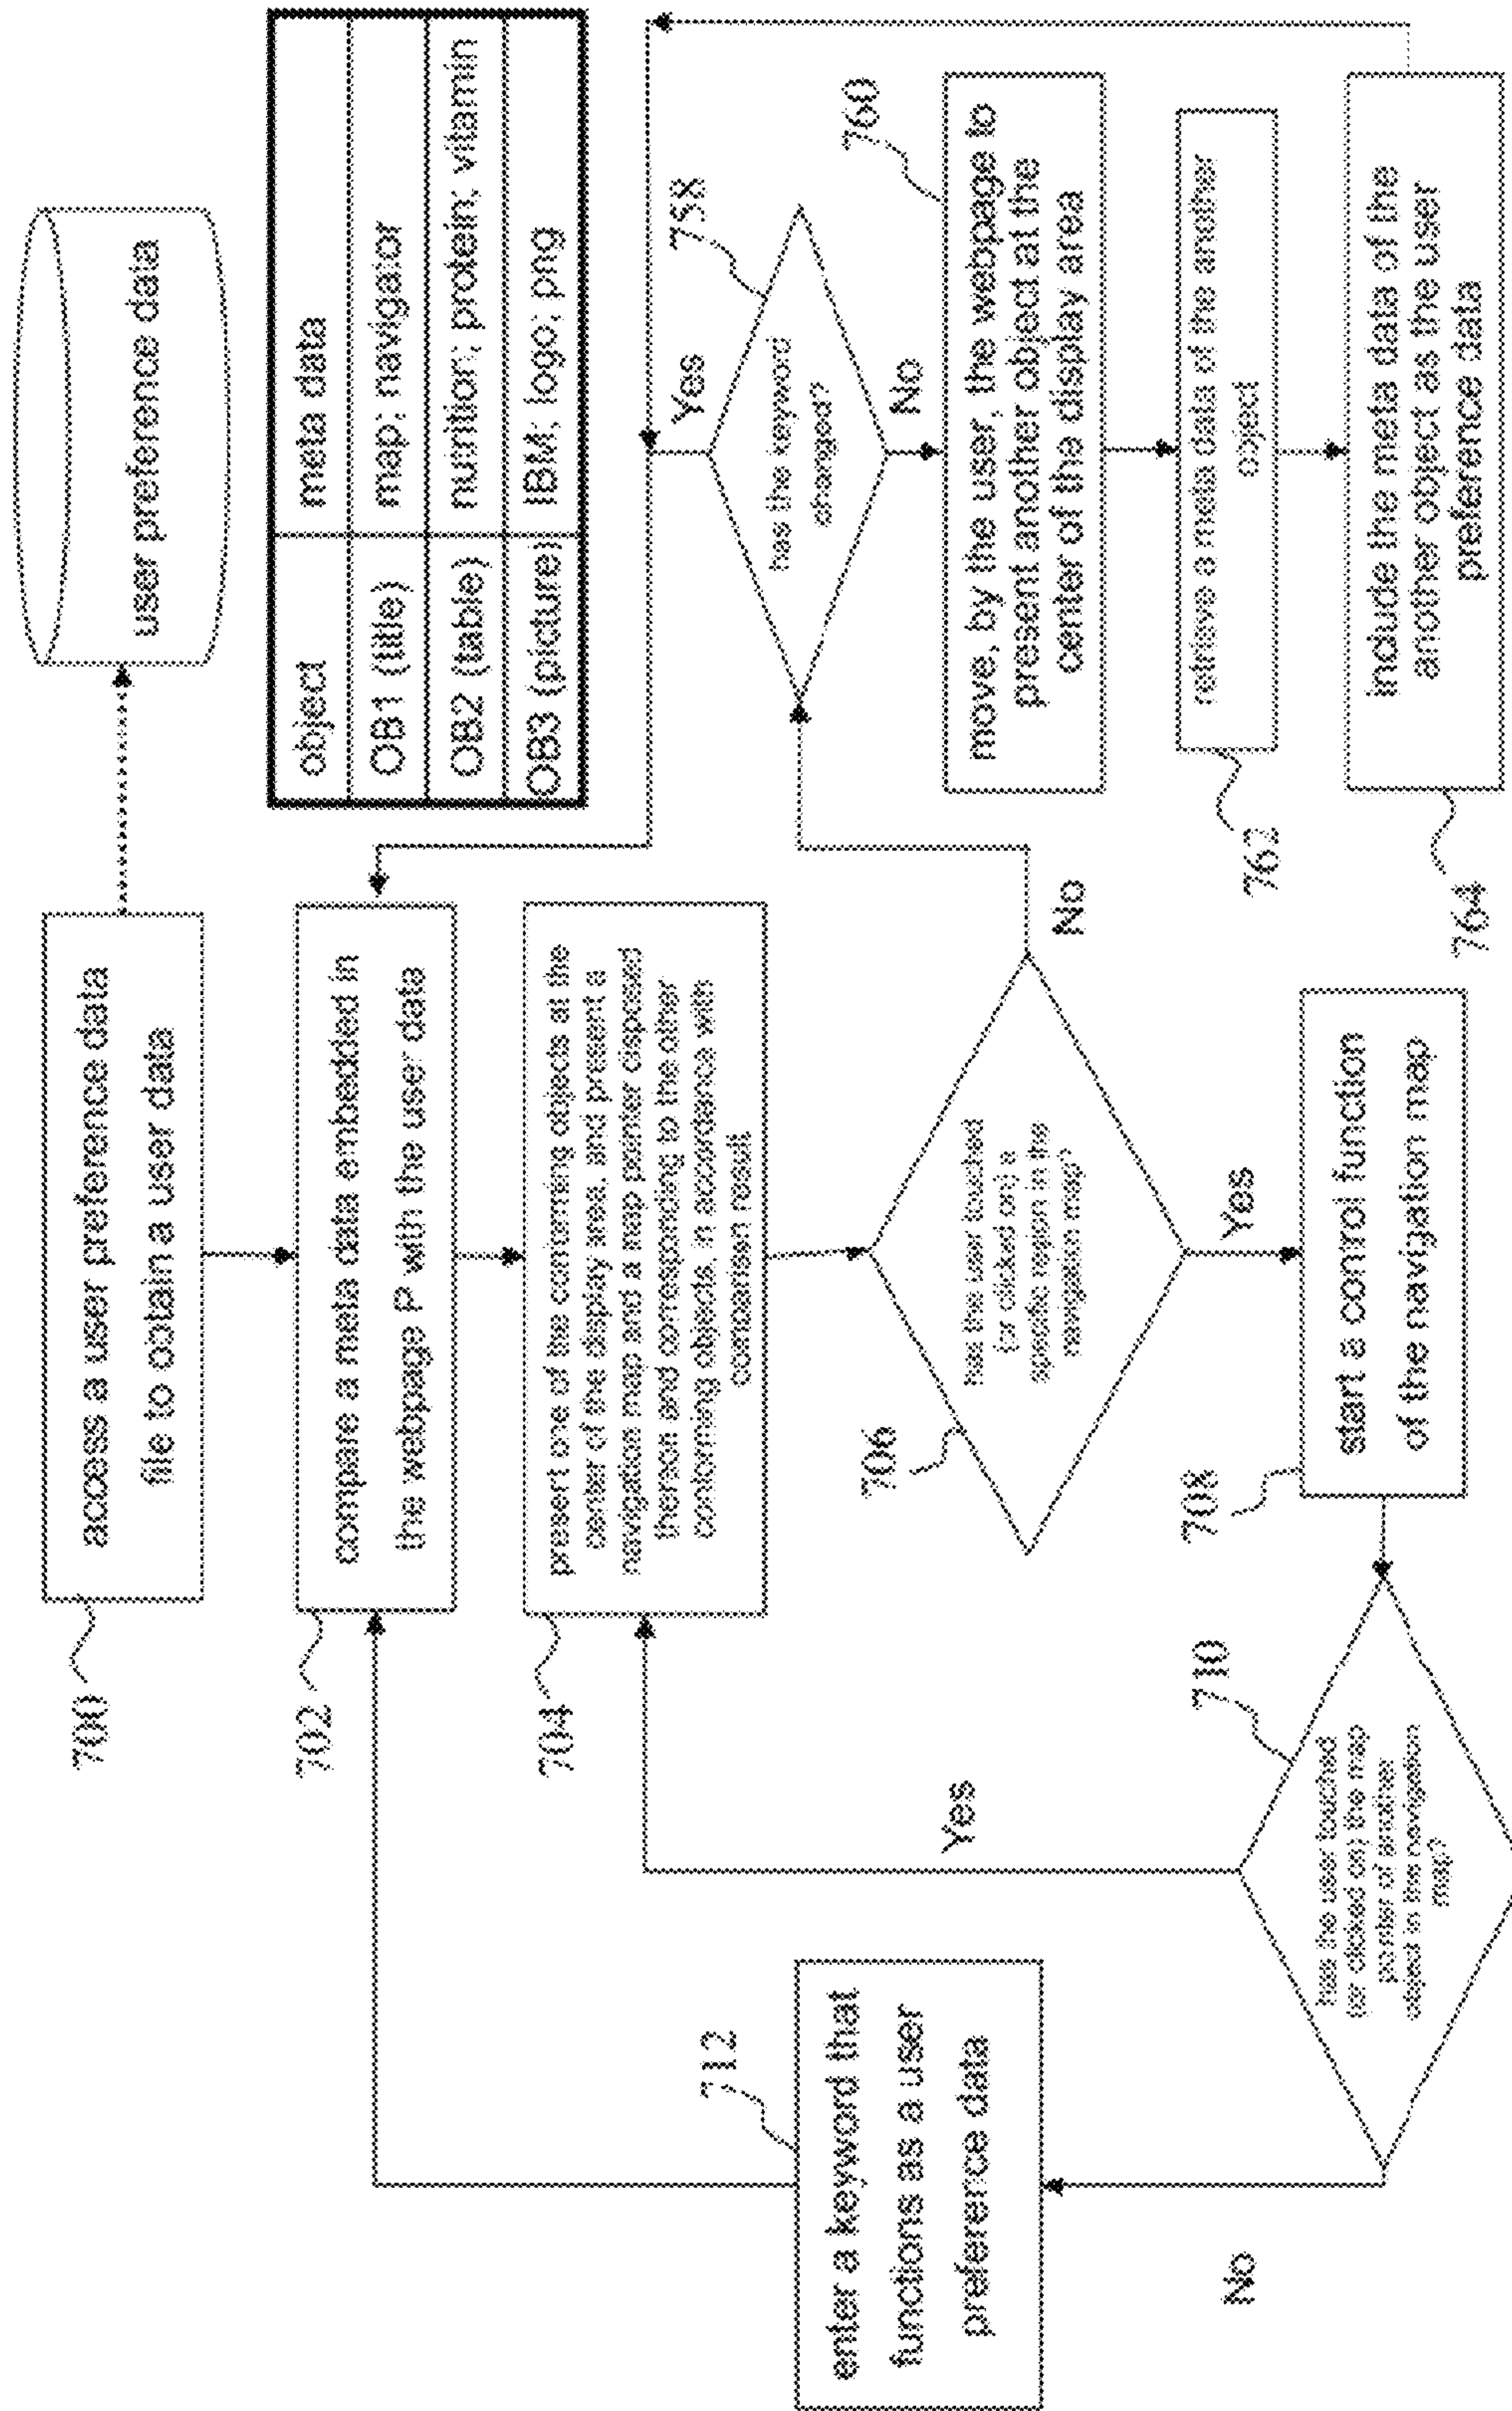 700
access a user preference data
file to obtain a user data
user preference data
702
compare a meta data embedded in
the webpage P with the user data
object meta data
OB1 (title) map; navigator
OB2 (table) nutrition; protein; vitamin
OB3 (picture) IBM; logo; png
704
present one of the conforming objects at the
center of the display area, and present a
navigation map and a map pointer disposed
thereon and corresponding to the other
conforming objects, in accordance with
comparison result
706
has the user touched
(or clicked on) a
specific region in the
navigation map?
No
Yes
708
start a control function
of the navigation map
710
has the user touched
(or clicked on) the map
pointer of another
object in the navigation
map?
Yes
No
712
enter a keyword that
functions as a user
preference data
758
has the keyword
changed?
Yes
No
760
move, by the user, the webpage to
present another object at the
center of the display area
762
retrieve a meta data of the another
object
764
include the meta data of the
another object as the user
preference data